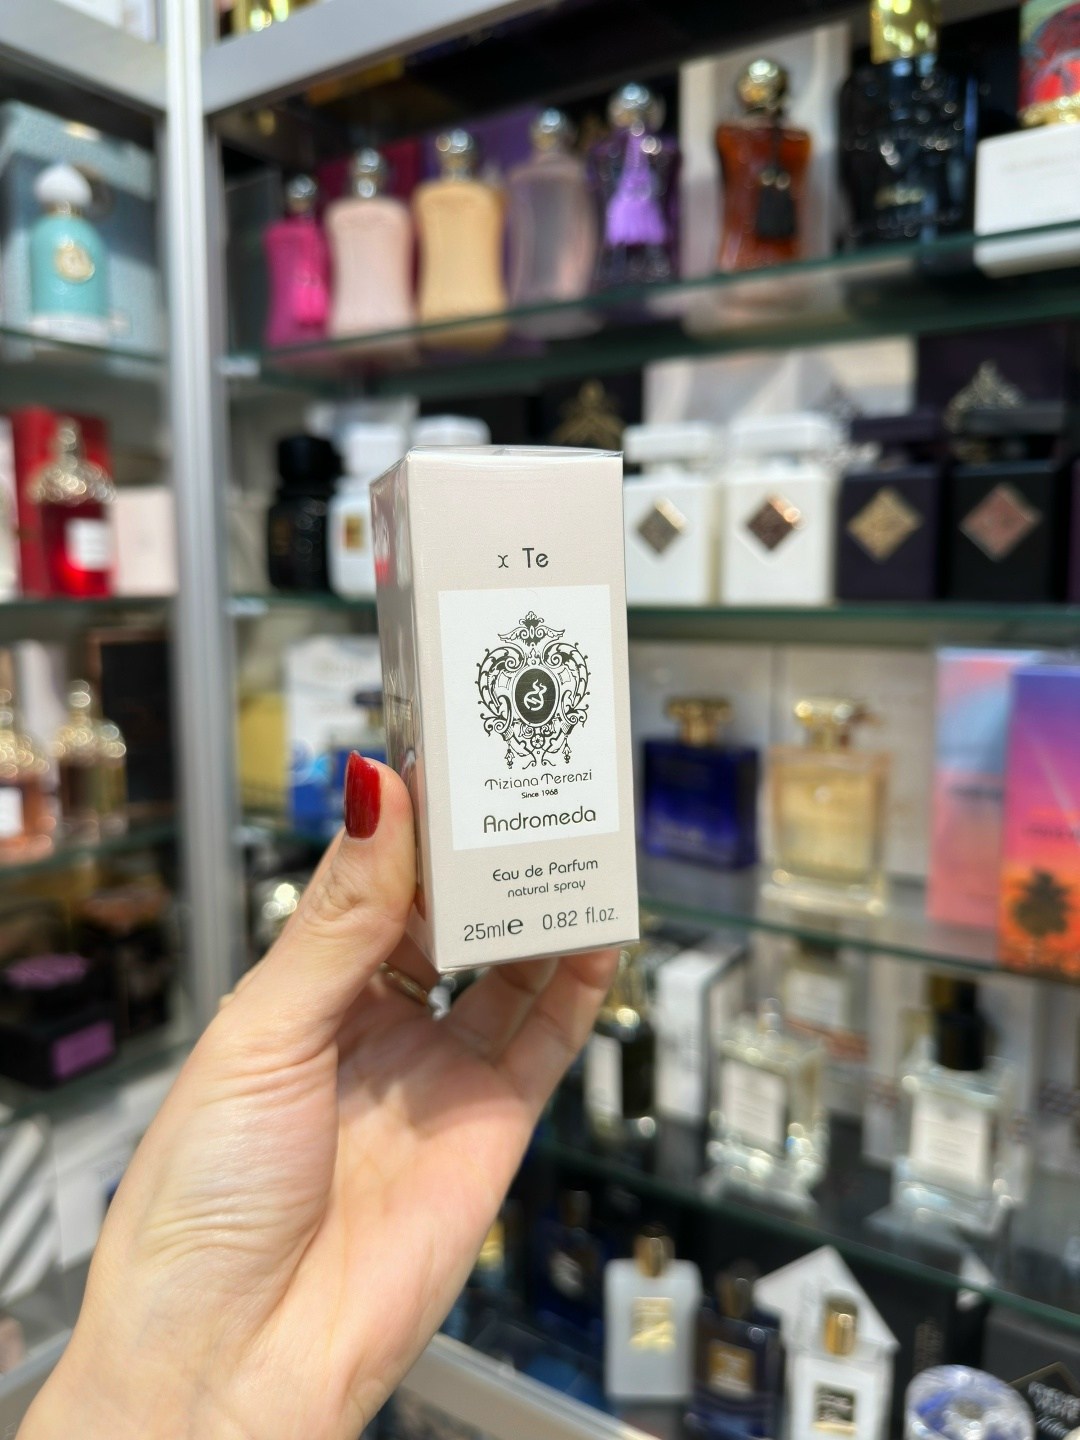 x Te
Tiziana Terenzi
Since 1968
Andromeda
Eau de Parfum
natural spray
25ml℮ 0.82 fl.oz.